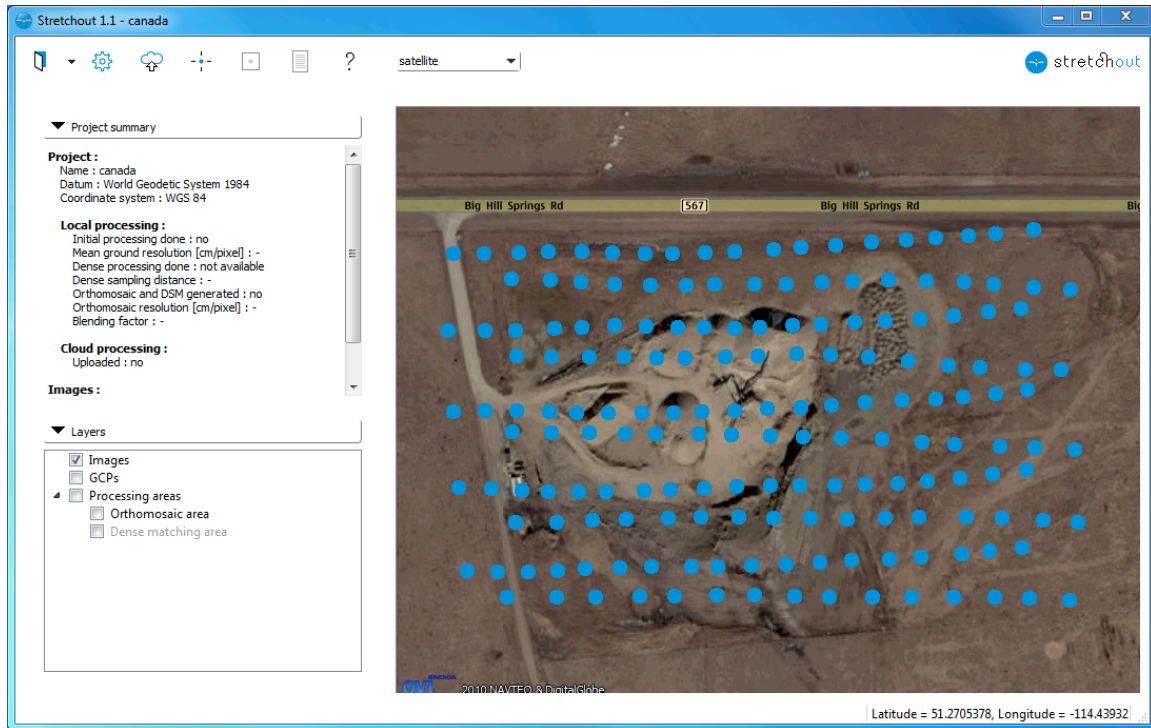 Stretchout 1.1 - canada
?
satellite
stretchout
Project summary
Project :
Name : canada
Datum : World Geodetic System 1984
Coordinate system : WGS 84
Local processing :
Initial processing done : no
Mean ground resolution [cm/pixel] : -
Dense processing done : not available
Dense sampling distance : -
Orthomosaic and DSM generated : no
Orthomosaic resolution [cm/pixel] : -
Blending factor : -
Cloud processing :
Uploaded : no
Images :
Layers
Images
GCPs
Processing areas
Orthomosaic area
Dense matching area
Big Hill Springs Rd 567 Big Hill Springs Rd Big
2010 NAVTEQ & DigitalGlobe
Latitude = 51.2705378, Longitude = -114.43932